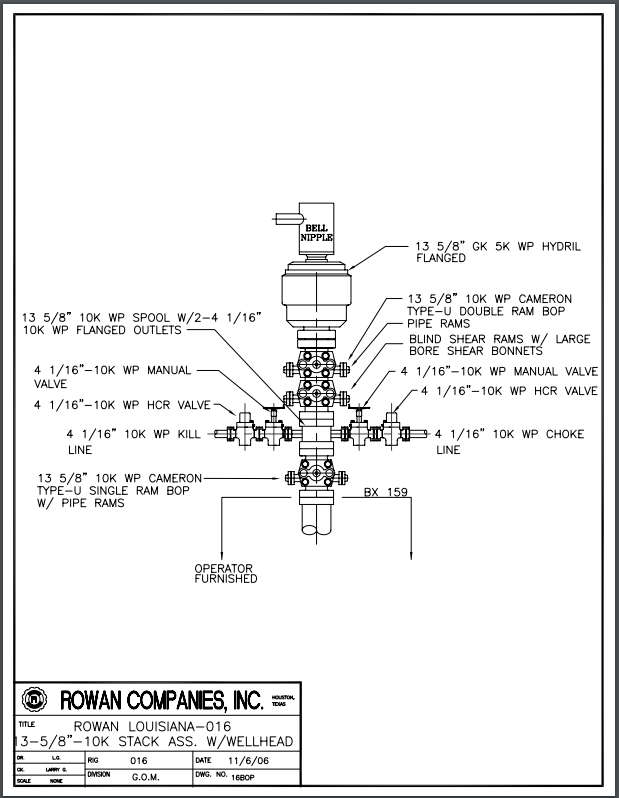 BELL
NIPPLE
13 5/8" GK 5K WP HYDRIL
FLANGED
13 5/8" 10K WP CAMERON
TYPE-U DOUBLE RAM BOP
PIPE RAMS
BLIND SHEAR RAMS W/ LARGE
BORE SHEAR BONNETS
13 5/8" 10K WP SPOOL W/2-4 1/16"
10K WP FLANGED OUTLETS
4 1/16"-10K WP MANUAL
VALVE
4 1/16"-10K WP MANUAL VALVE
4 1/16"-10K WP HCR VALVE
4 1/16"-10K WP HCR VALVE
4 1/16" 10K WP KILL
LINE
4 1/16" 10K WP CHOKE
LINE
13 5/8" 10K WP CAMERON
TYPE-U SINGLE RAM BOP
W/ PIPE RAMS
BX 159
OPERATOR
FURNISHED
ROWAN COMPANIES, INC.
HOUSTON,
TEXAS
TITLE
ROWAN LOUISIANA-016
13-5/8"-10K STACK ASS. W/WELLHEAD
DR. L.G.
CK. LARRY G.
SCALE NONE
RIG 016
DIVISION G.O.M.
DATE 11/6/06
DWG. NO. 16BOP